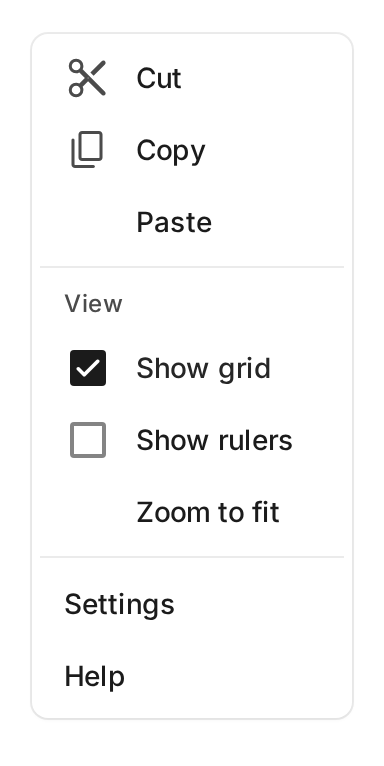 Cut
Copy
Paste
View
Show grid
Show rulers
Zoom to fit
Settings
Help